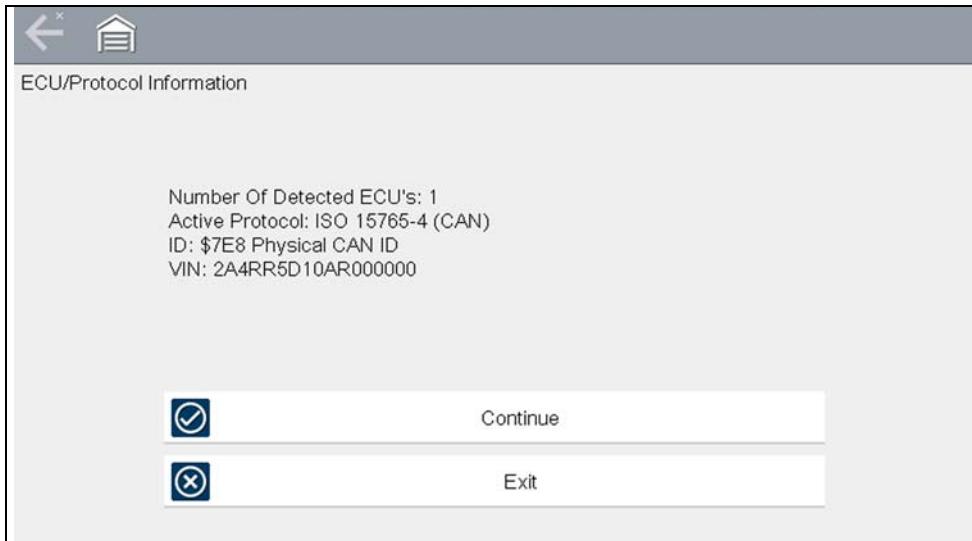 ECU/Protocol Information
Number Of Detected ECU's: 1
Active Protocol: ISO 15765-4 (CAN)
ID: $7E8 Physical CAN ID
VIN: 2A4RR5D10AR000000
Continue
Exit